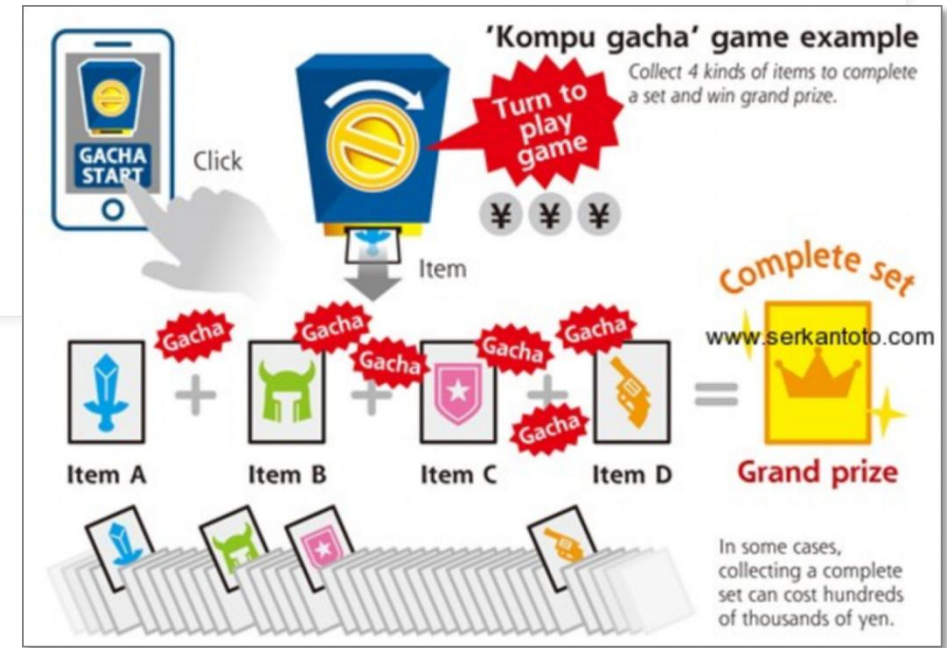 'Kompu gacha' game example
Collect 4 kinds of items to complete
a set and win grand prize.
GACHA
START
Click
Turn to
play
game
¥ ¥ ¥
Item
Complete set
www.serkantoto.com
Gacha
Gacha
Gacha
Gacha
Gacha
Gacha
+ + + =
Item A
Item B
Item C
Item D
Grand prize
In some cases,
collecting a complete
set can cost hundreds
of thousands of yen.